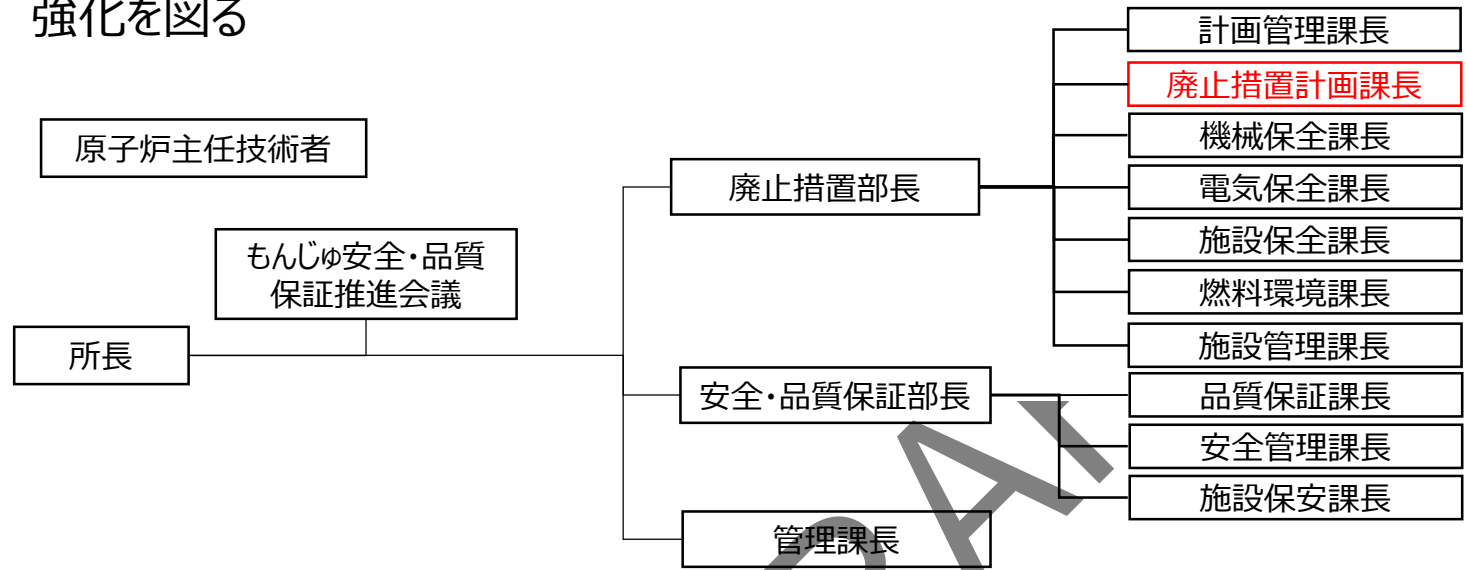 強化を図る
原子炉主任技術者
もんじゅ安全・品質
保証推進会議
所長
廃止措置部長
安全・品質保証部長
管理課長
計画管理課長
廃止措置計画課長
機械保全課長
電気保全課長
施設保全課長
燃料環境課長
施設管理課長
品質保証課長
安全管理課長
施設保安課長